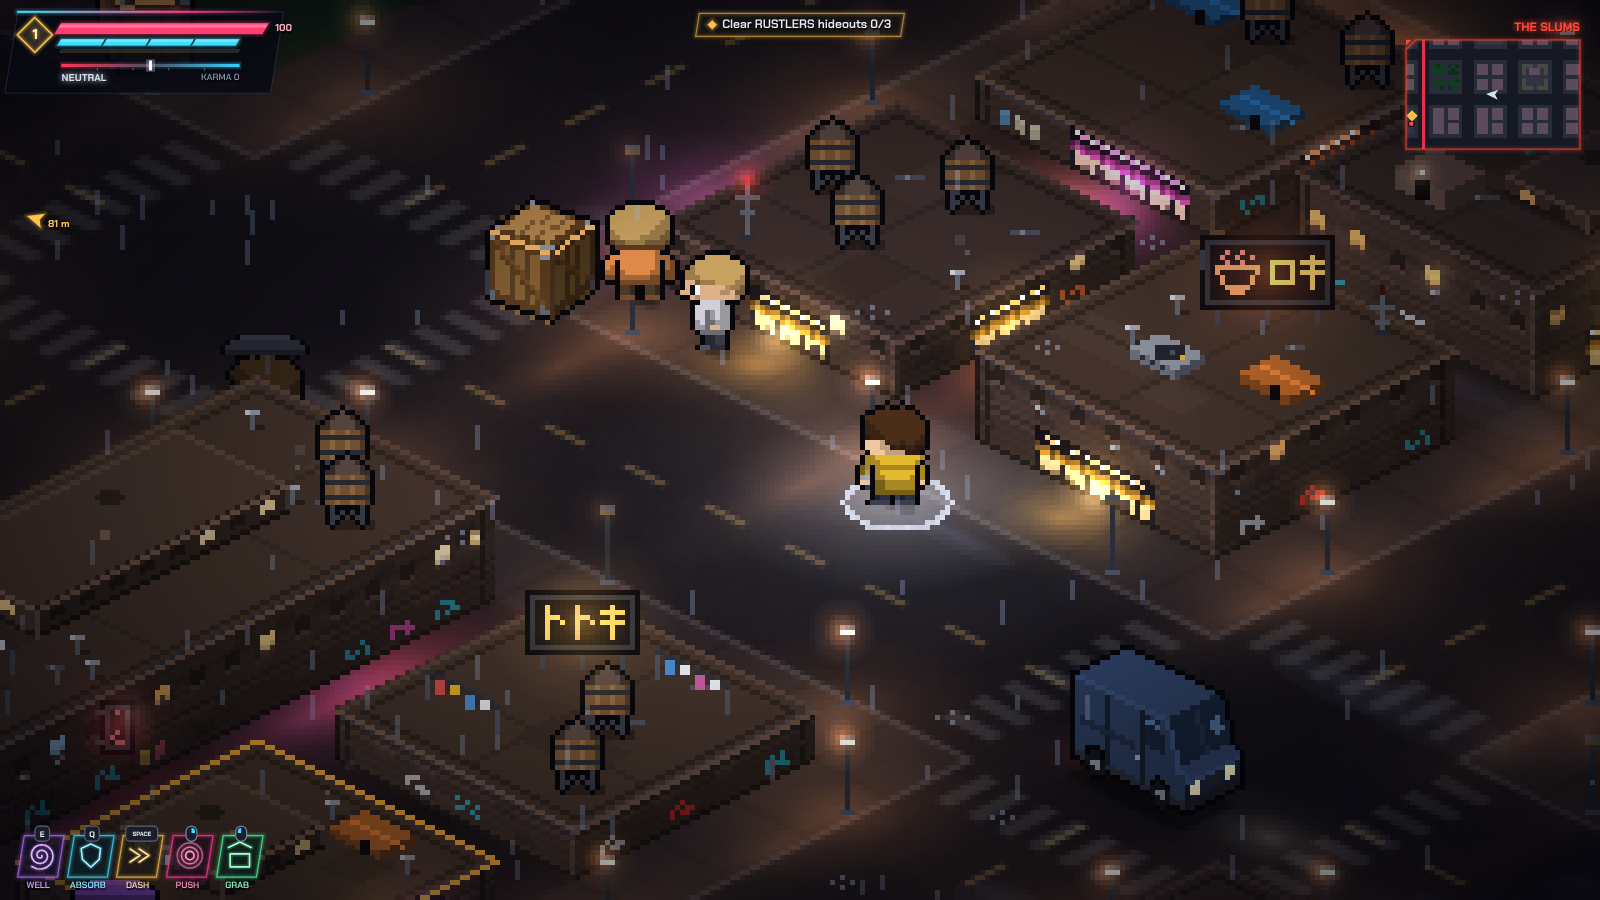 1
100
NEUTRAL
KARMA 0
Clear RUSTLERS hideouts 0/3
THE SLUMS
81 m
ロキ
トトキ
E
Q
SPACE
WELL
ABSORB
DASH
PUSH
GRAB